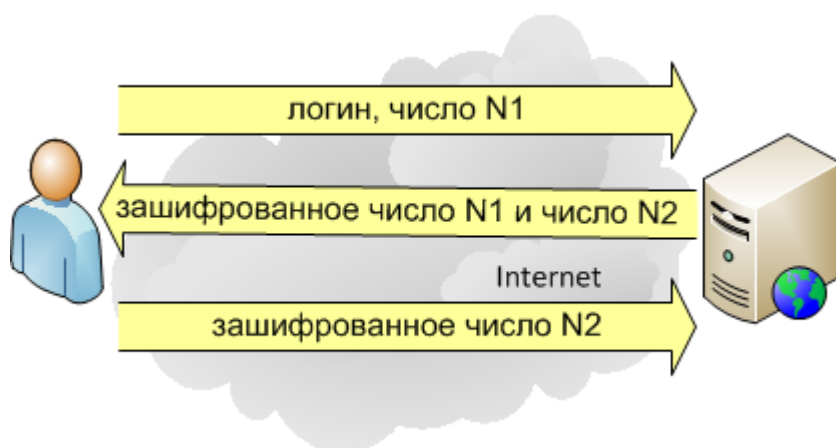 логин, число N1
зашифрованное число N1 и число N2
Internet
зашифрованное число N2